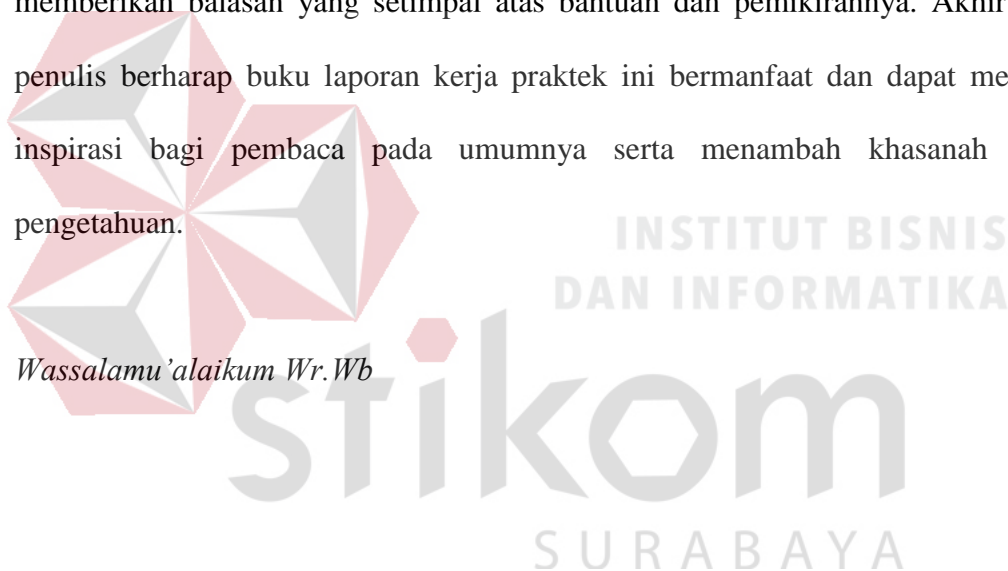 memberikan balasan yang setimpal atas bantuan dan pemikirannya. Akhir
penulis berharap buku laporan kerja praktek ini bermanfaat dan dapat me
inspirasi bagi pembaca pada umumnya serta menambah khasanah
pengetahuan.
INSTITUT BISNIS
DAN INFORMATIKA
Wassalamu’alaikum Wr.Wb
stikom
SURABAYA